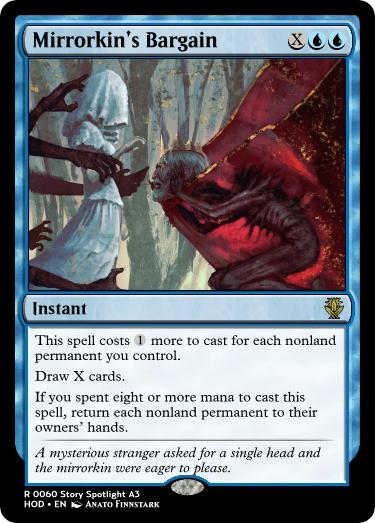 Mirrorkin's Bargain X
Instant
This spell costs 1 more to cast for each nonland
permanent you control.
Draw X cards.
If you spent eight or more mana to cast this
spell, return each nonland permanent to their
owners' hands.
A mysterious stranger asked for a single head and
the mirrorkin were eager to please.
R 0060 Story Spotlight A3
HOD • EN Anato Finnstark